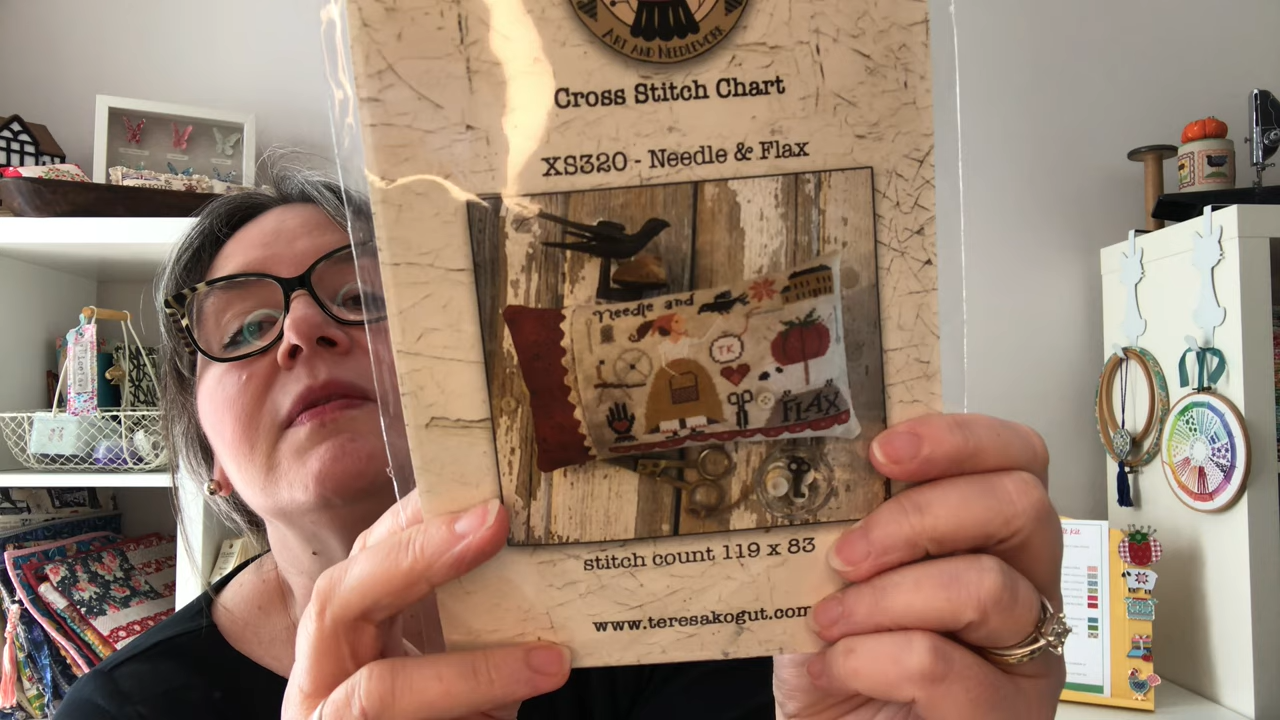 ART AND NEEDLEWORK
Cross Stitch Chart
XS320 - Needle & Flax
Needle and
TK
FLAX
stitch count 119 x 83
www.teresakogut.com